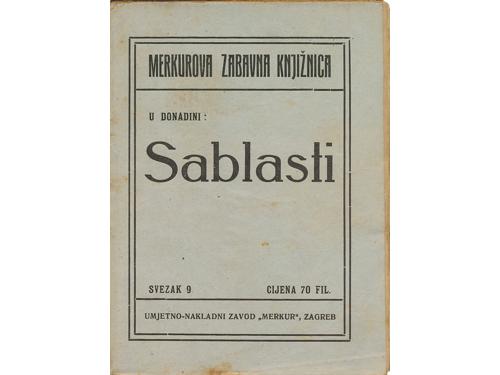 MERKUROVA ZABAVNA KNJIŽNICA
U DONADINI:
Sablasti
SVEZAK 9 CIJENA 70 FIL.
UMJETNO-NAKLADNI ZAVOD „MERKUR", ZAGREB